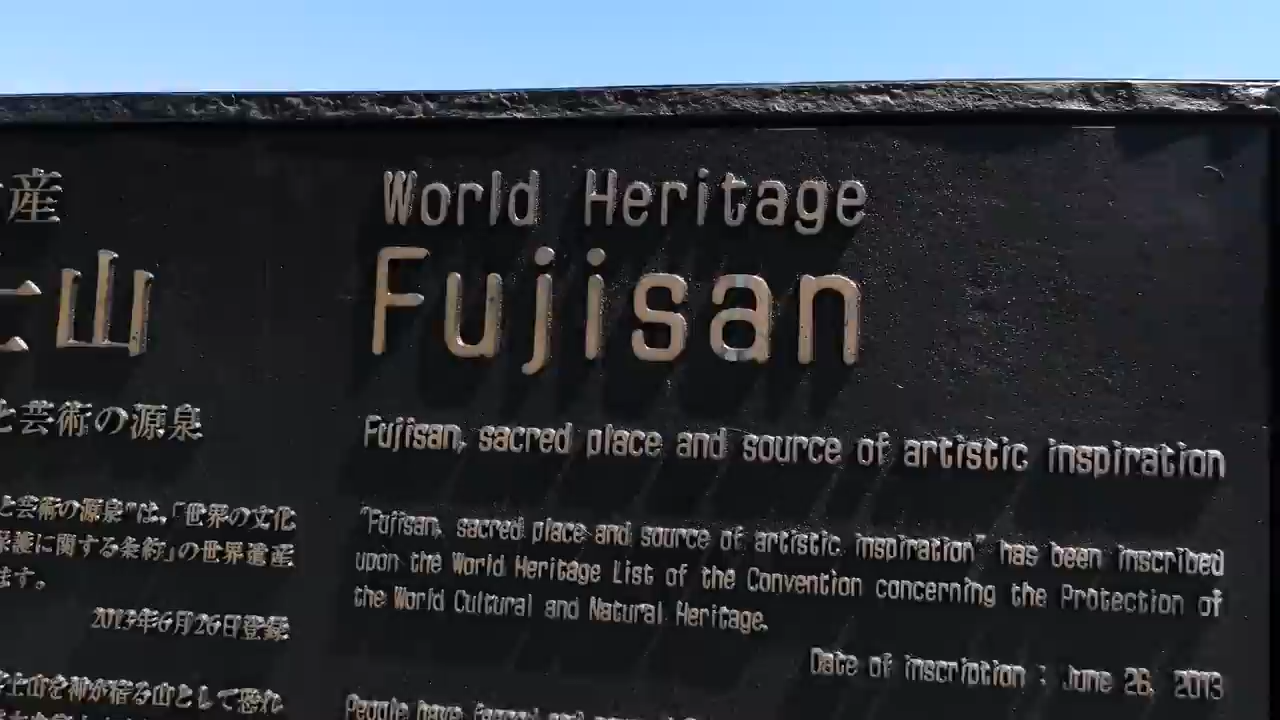 産
山
と芸術の源泉
と芸術の源泉"は、「世界の文化
保護に関する条約」の世界遺産
ます。
2013年6月26日登録
士山を神が宿る山として恐れ
World Heritage
Fujisan
Fujisan, sacred place and source of artistic inspiration
"Fujisan, sacred place and source of artistic inspiration" has been inscribed
upon the World Heritage List of the Convention concerning the Protection of
the World Cultural and Natural Heritage.
Date of inscription : June 26, 2013
People have